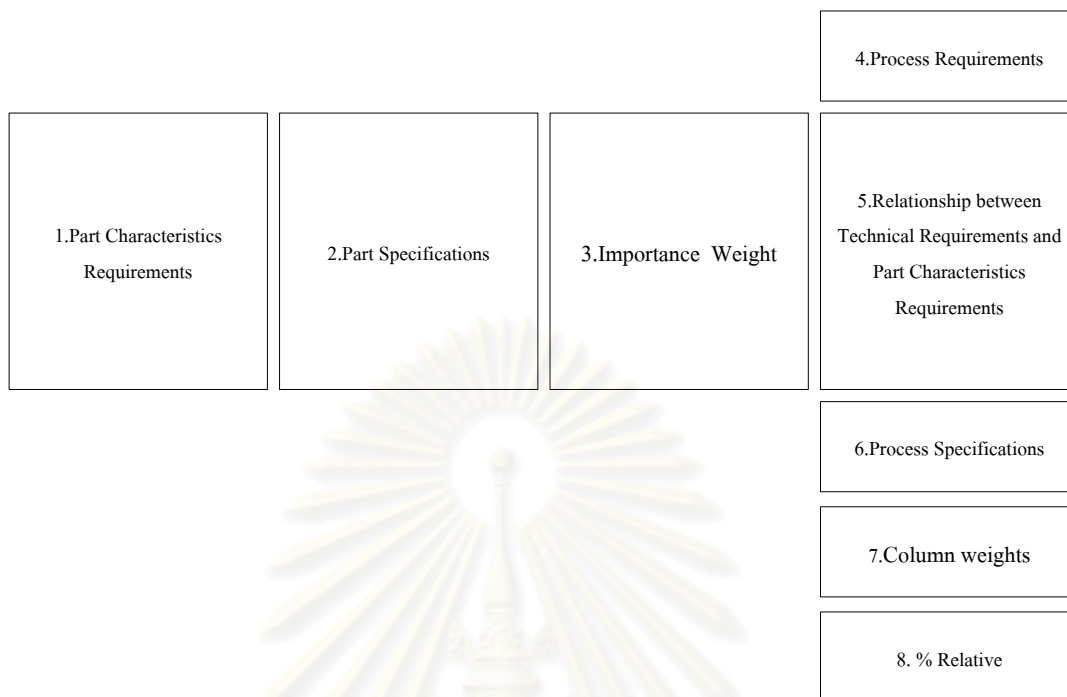 4.Process Requirements
1.Part Characteristics
Requirements
2.Part Specifications
3.Importance Weight
5.Relationship between
Technical Requirements and
Part Characteristics
Requirements
6.Process Specifications
7.Column weights
8. % Relative